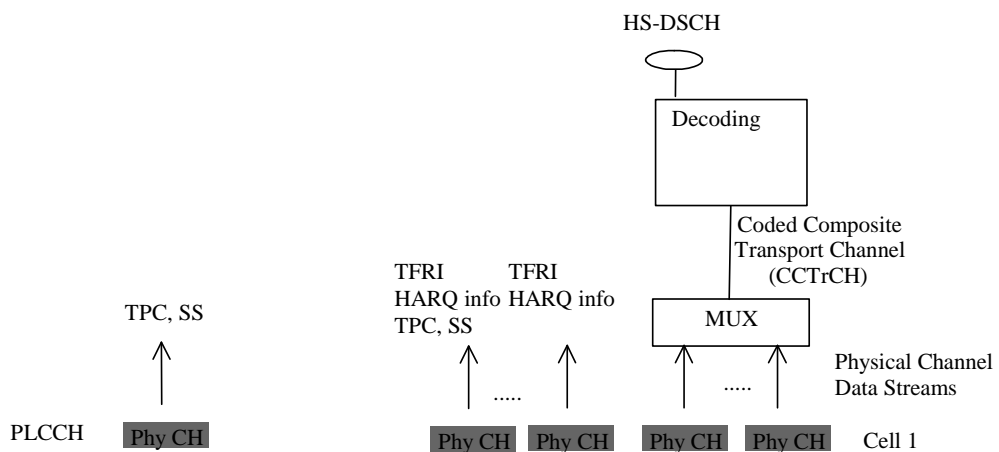 HS-DSCH
Decoding
Coded Composite
Transport Channel
(CCTrCH)
TFRI
HARQ info
TPC, SS
TFRI
HARQ info
TPC, SS
MUX
Physical Channel
Data Streams
.....
.....
PLCCH
Phy CH
Phy CH
Phy CH
Phy CH
Phy CH
Cell 1